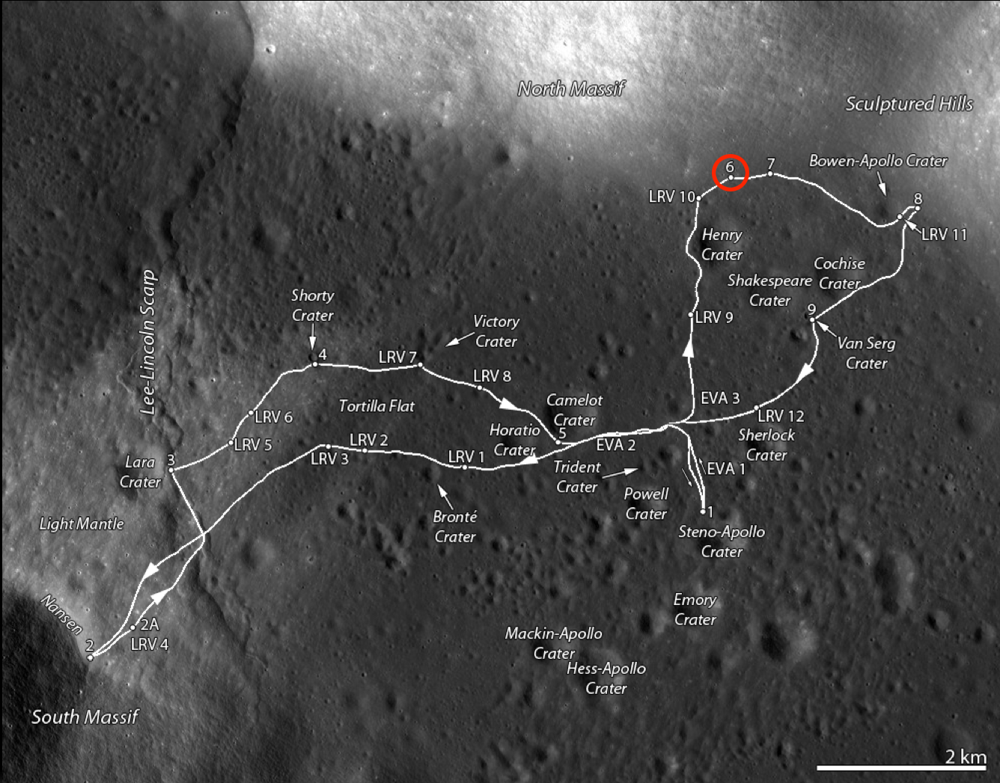 North Massif
Sculptured Hills
Bowen-Apollo Crater
6
7
LRV 10
8
LRV 11
Henry
Crater
Cochise
Crater
Shakespeare
Crater
Lee-Lincoln Scarp
Shorty
Crater
4
Victory
Crater
LRV 7
LRV 8
LRV 9
9
Van Serg
Crater
Tortilla Flat
Camelot
Crater
EVA 3
LRV 12
Sherlock
Crater
LRV 6
LRV 5
Horatio
Crater
5
EVA 2
LRV 2
LRV 3
LRV 1
Lara
Crater
3
Trident
Crater
EVA 1
Powell
Crater
1
Steno-Apollo
Crater
Bronté
Crater
Light Mantle
Nansen
2A
LRV 4
2
Emory
Crater
Mackin-Apollo
Crater
Hess-Apollo
Crater
South Massif
2 km